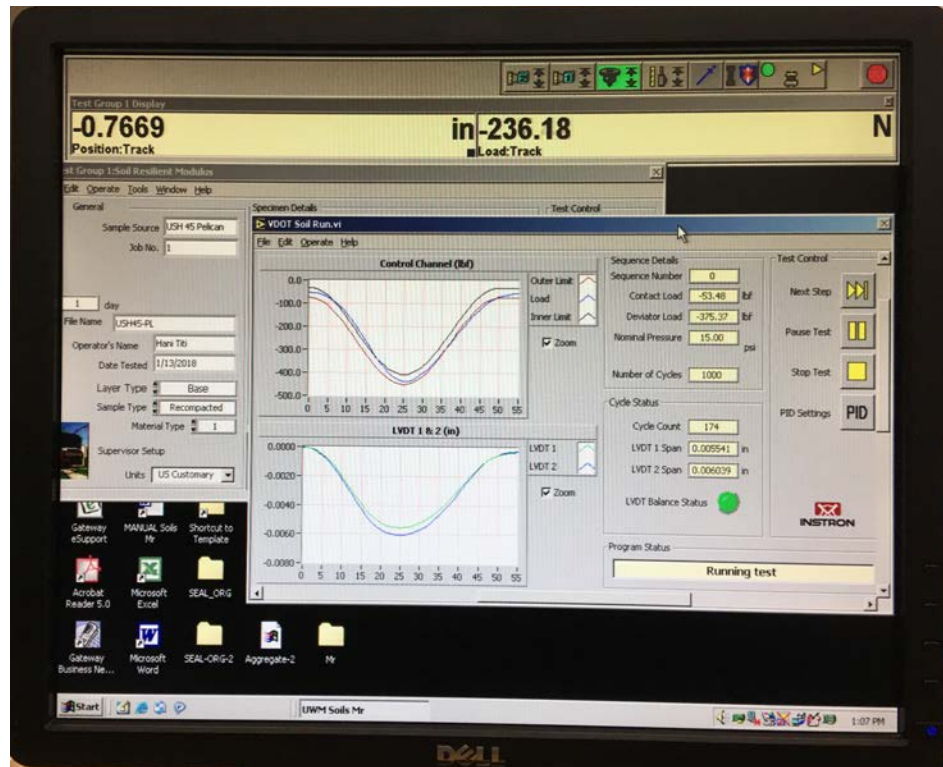 Test Group 1 Display
-0.7669 in
Position:Track
-236.18 N
Load:Track
st Group 1:Soil Resilient Modulus
Edit Operate Tools Window Help
General
Sample Source USH 45 Pelican
Job No. 1
1 day
File Name USH45-PL
Operator's Name Hani Titi
Date Tested 1/13/2018
Layer Type Base
Sample Type Recompacted
Material Type 1
Supervisor Setup
Units US Customary
Specimen Details
Test Control
VDOT Soil Run.vi
File Edit Operate Help
Control Channel (lbf)
0.0
-100.0
-200.0
-300.0
-400.0
-500.0
0 5 10 15 20 25 30 35 40 45 50 55
Outer Limit
Load
Inner Limit
Zoom
LVDT 1 & 2 (in)
0.0000
-0.0020
-0.0040
-0.0060
-0.0080
0 5 10 15 20 25 30 35 40 45 50 55
LVDT 1
LVDT 2
Zoom
Sequence Details
Sequence Number 0
Contact Load -53.48 lbf
Deviator Load -375.37 lbf
Nominal Pressure 15.00 psi
Number of Cycles 1000
Cycle Status
Cycle Count 174
LVDT 1 Span 0.005541 in
LVDT 2 Span 0.006039 in
LVDT Balance Status
Program Status
Running test
Test Control
Next Step
Pause Test
Stop Test
PID Settings PID
INSTRON
Gateway
eSupport
MANUAL Soils
Mr
Shortcut to
Template
Acrobat
Reader 5.0
Microsoft
Excel
SEAL_ORG
Gateway
Business Ne...
Microsoft
Word
SEAL-ORG-2
Aggregate-2
Mr
Start
UWM Soils Mr
1:07 PM
DELL